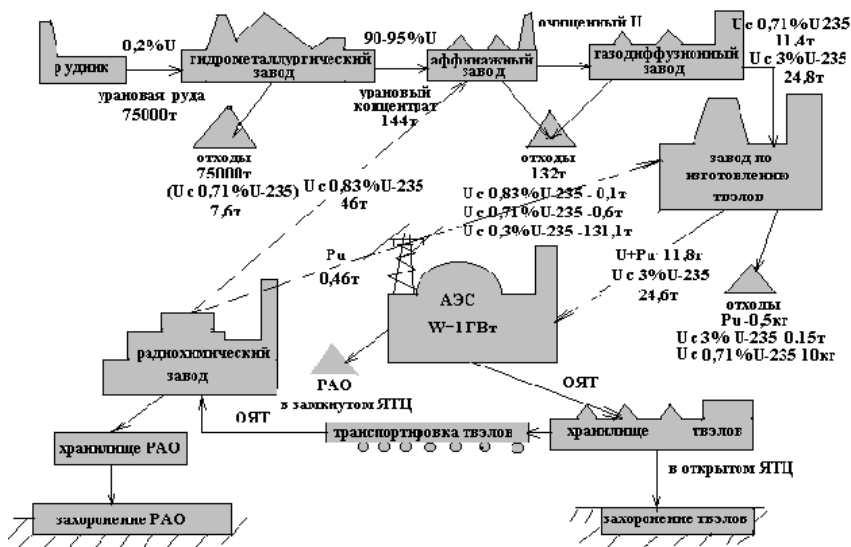 0,2%U
90-95%U
очищенный U
U с 0,71%U-235
11,4т
U с 3%U-235
24,8т
рудник
гидрометаллургический
завод
аффинажный
завод
газодиффузионный
завод
урановая руда
75000т
урановый
концентрат
144т
отходы
75000т
(U с 0,71%U-235)
7,6т
U с 0,83%U-235
46т
отходы
132т
U с 0,83%U-235 - 0,1т
U с 0,71%U-235 -0,6т
U с 0,3%U-235 -131,1т
завод по
изготовлению
твэлов
Pu
0,46т
АЭС
W=1ГВт
U+Pu 11,8т
U с 3%U-235
24,6т
отходы
Pu-0,5кг
U с 3% U-235 0.15т
U с 0,71%U-235 10кг
радиохимический
завод
РАО
в замкнутом ЯТЦ
ОЯТ
ОЯТ
хранилище РАО
транспортировка твэлов
хранилище твэлов
в открытом ЯТЦ
захоронение РАО
захоронение твэлов